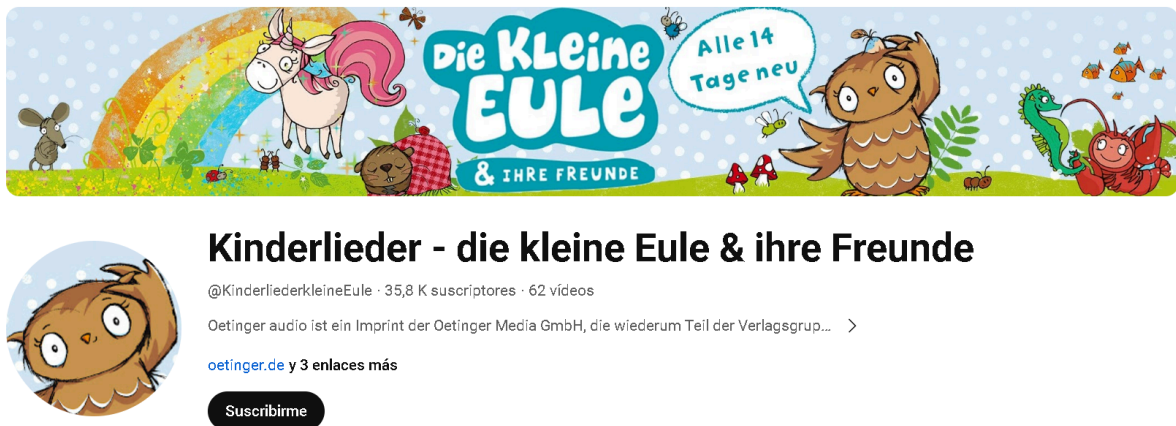 Die Kleine
Eule
& Ihre Freunde
Alle 14
Tage neu
Kinderlieder - die kleine Eule & ihre Freunde
@KinderliederkleineEule · 35,8 K suscriptores · 62 vídeos
Oetinger audio ist ein Imprint der Oetinger Media GmbH, die wiederum Teil der Verlagsgrup...
oetinger.de y 3 enlaces más
Suscribirme